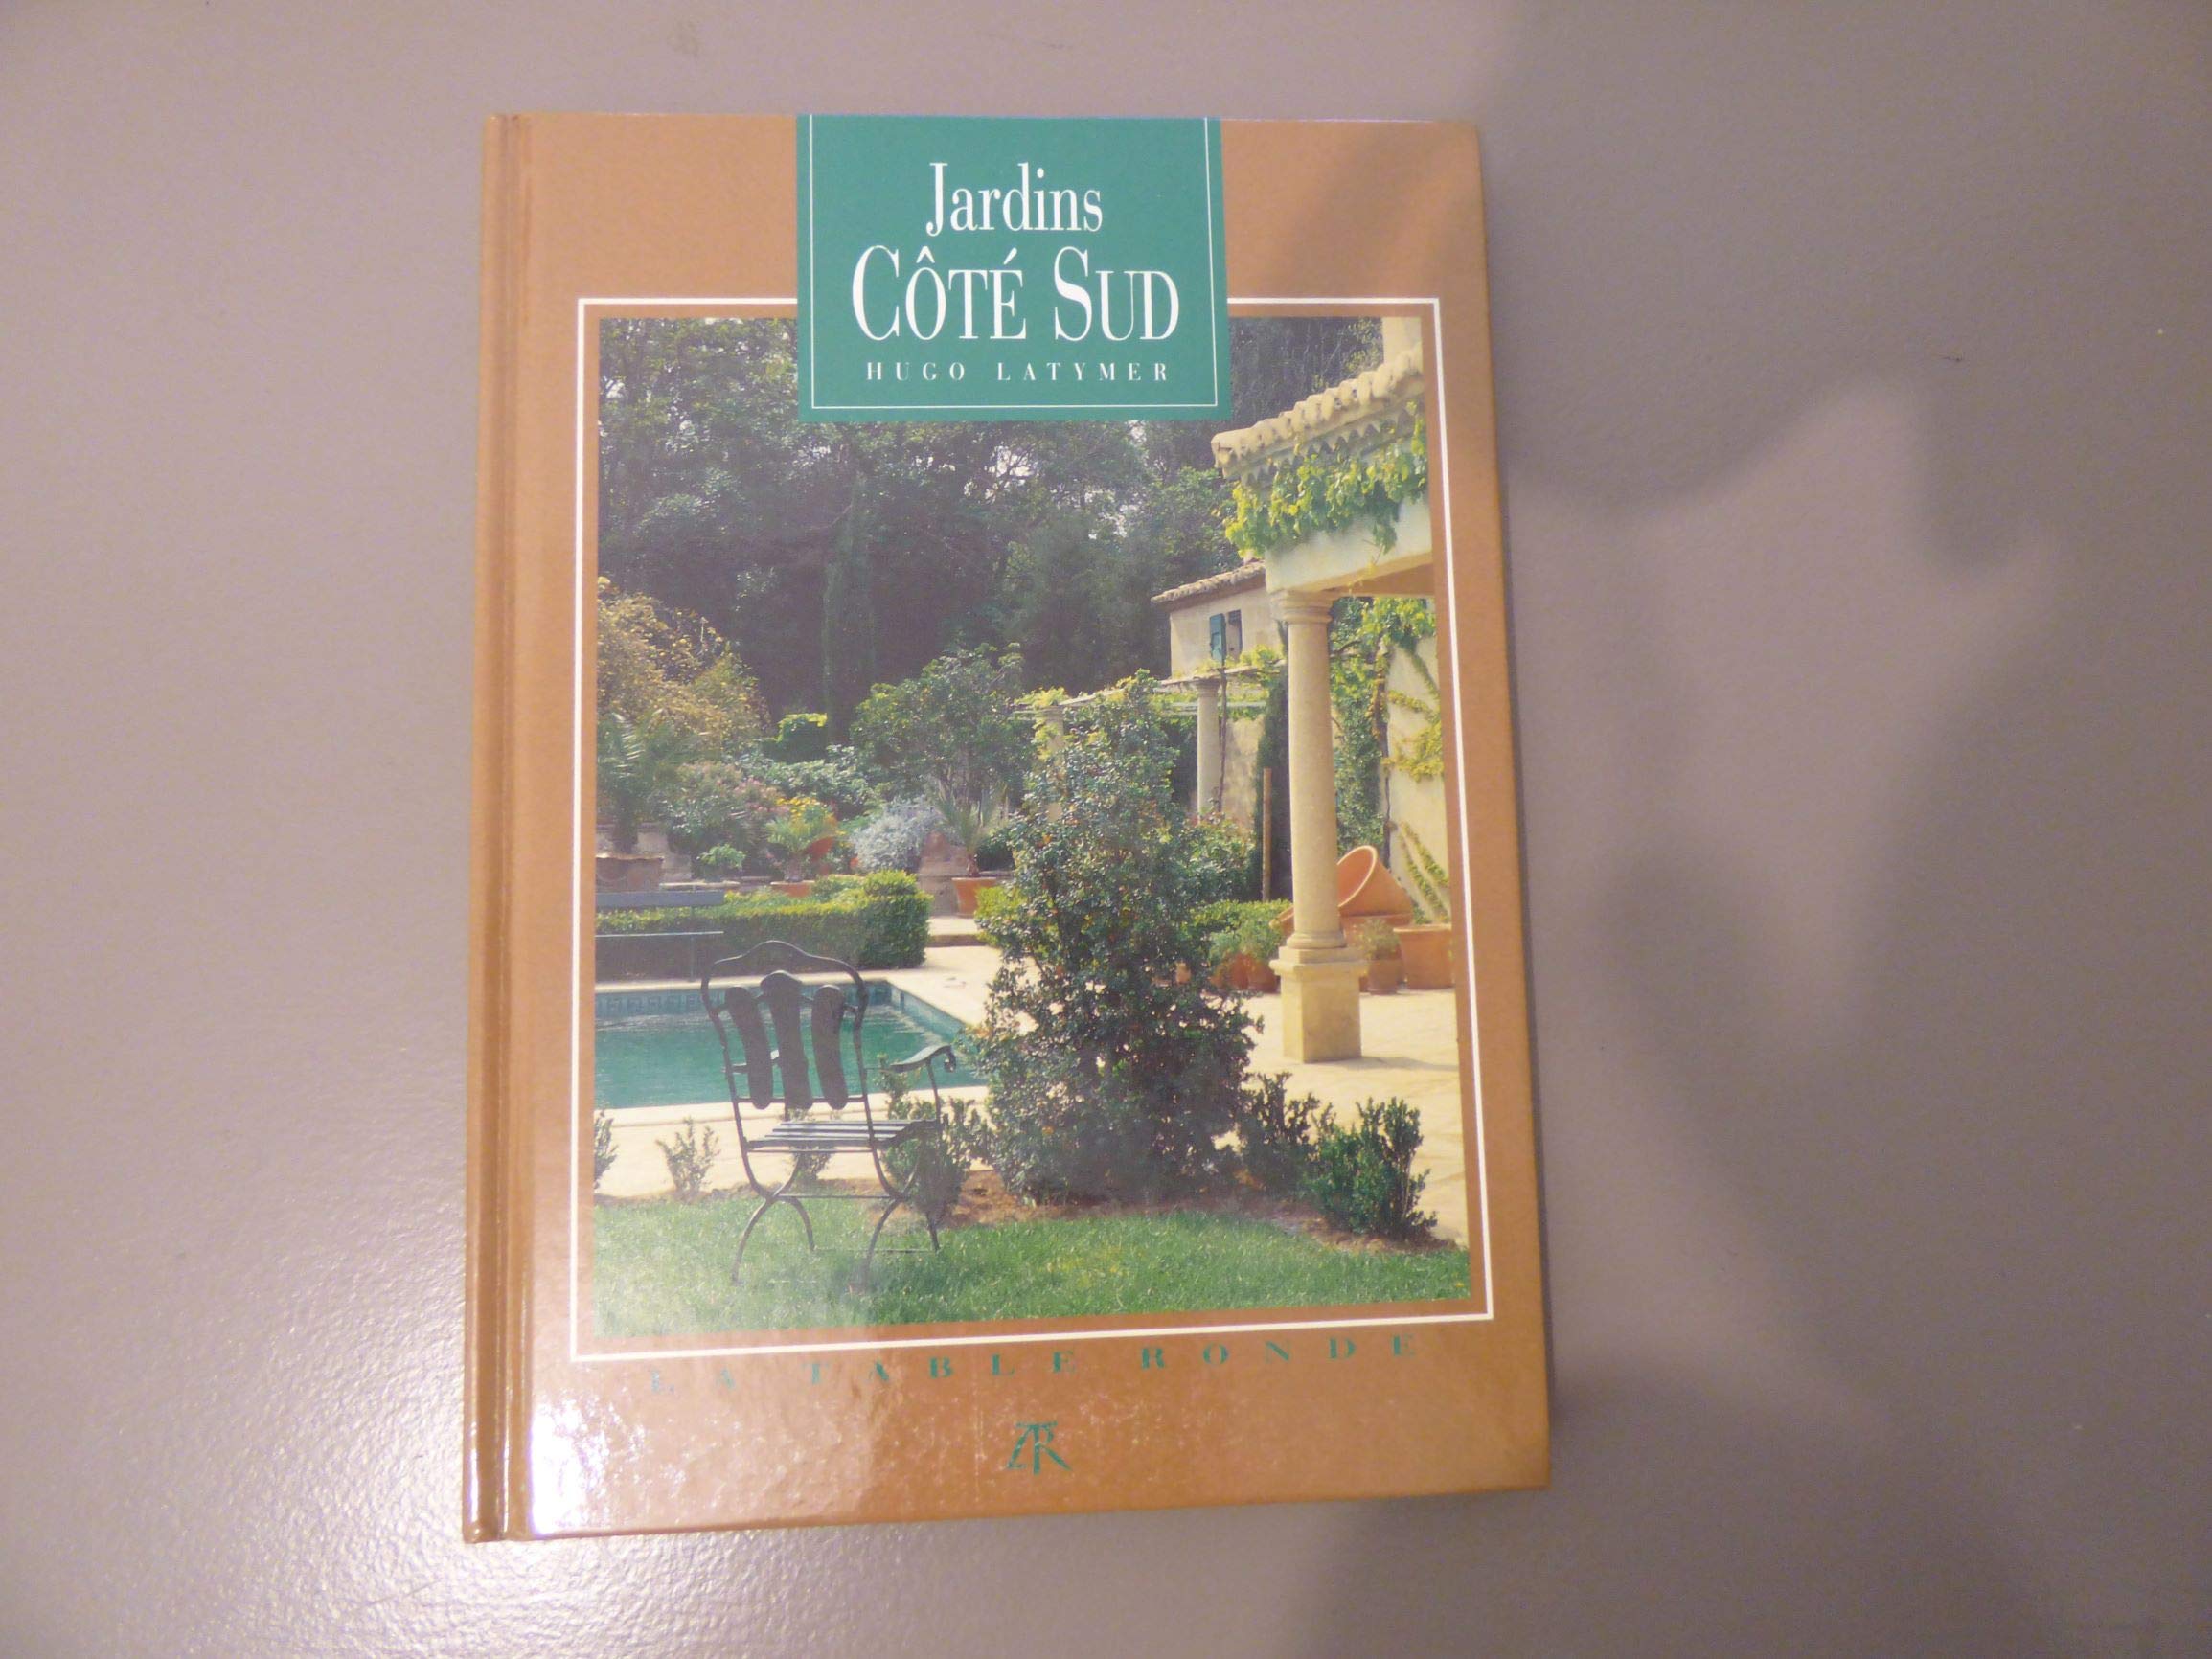 Jardins
CÔTÉ SUD
HUGO LATYMER
LA TABLE RONDE